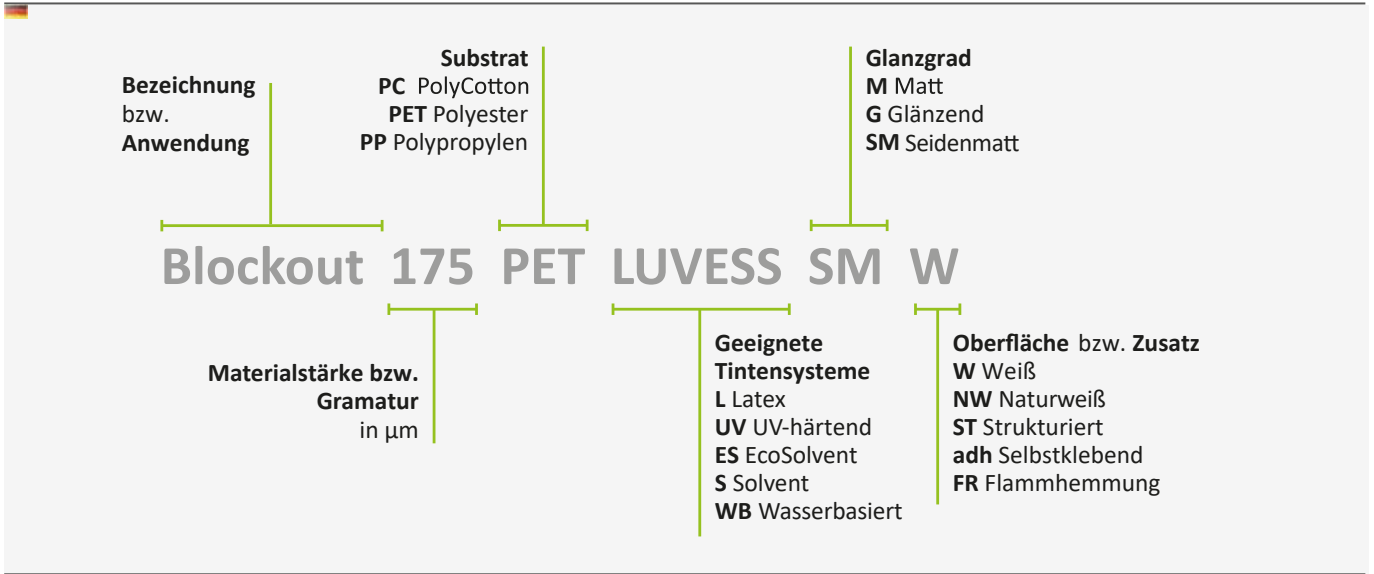 Bezeichnung
bzw.
Anwendung
Substrat
PC PolyCotton
PET Polyester
PP Polypropylen
Glanzgrad
M Matt
G Glänzend
SM Seidenmatt
Blockout 175 PET LUVESS SM W
Materialstärke bzw.
Gramatur
in µm
Geeignete
Tintensysteme
L Latex
UV UV-härtend
ES EcoSolvent
S Solvent
WB Wasserbasiert
Oberfläche bzw. Zusatz
W Weiß
NW Naturweiß
ST Strukturiert
adh Selbstklebend
FR Flammhemmung